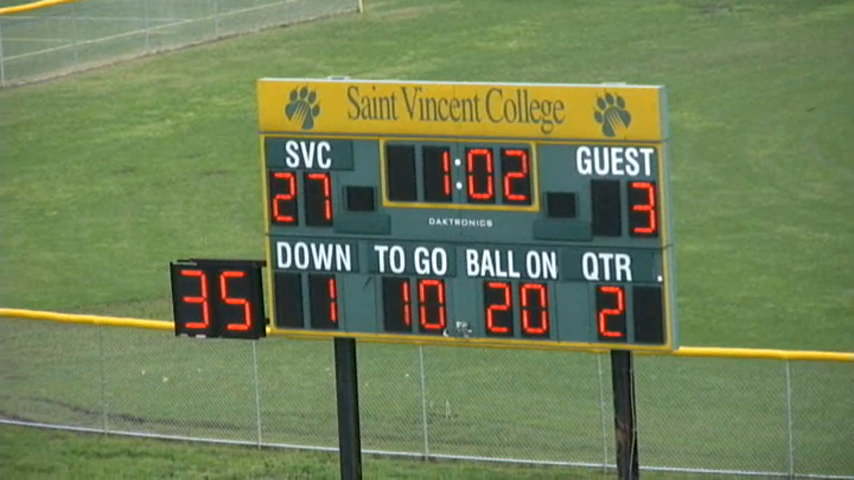 Saint Vincent College
SVC 1:02 GUEST
27 3
DAKTRONICS
DOWN TO GO BALL ON QTR
35 1 10 20 2